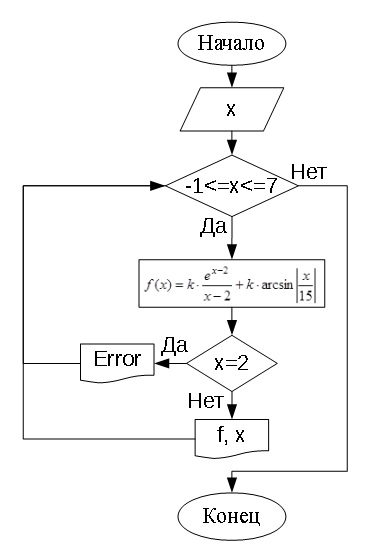 Начало
x
-1<=x<=7
Нет
Да
f(x) = k · e^{x-2} / (x-2) + k · arcsin |x/15|
Error
Да
x=2
Нет
f, x
Конец